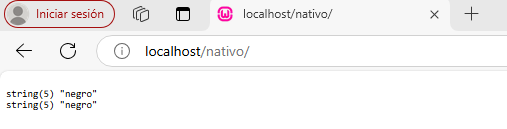 Iniciar sesión
localhost/nativo/
localhost/nativo/
string(5) "negro"
string(5) "negro"